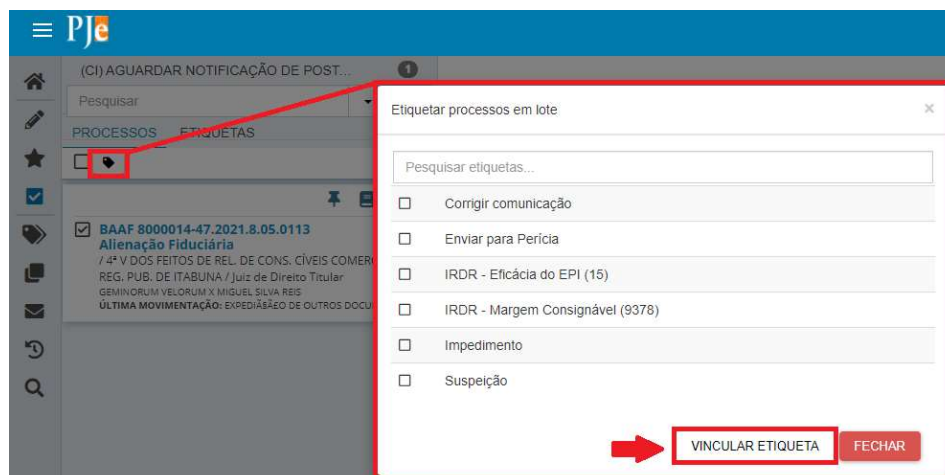 PJe
(CI) AGUARDAR NOTIFICAÇÃO DE POST...
1
Pesquisar
PROCESSOS ETIQUETAS
BAAF 8000014-47.2021.8.05.0113
Alienação Fiduciária
/ 4ª V DOS FEITOS DE REL. DE CONS. CÍVEIS COMER
REG. PUB. DE ITABUNA / Juiz de Direito Titular
GEMINORUM VELORUM X MIGUEL SILVA REIS
ÚLTIMA MOVIMENTAÇÃO: EXPEDIÃSÃEO DE OUTROS DOCU
Etiquetar processos em lote
×
Pesquisar etiquetas...
Corrigir comunicação
Enviar para Perícia
IRDR - Eficácia do EPI (15)
IRDR - Margem Consignável (9378)
Impedimento
Suspeição
VINCULAR ETIQUETA
FECHAR